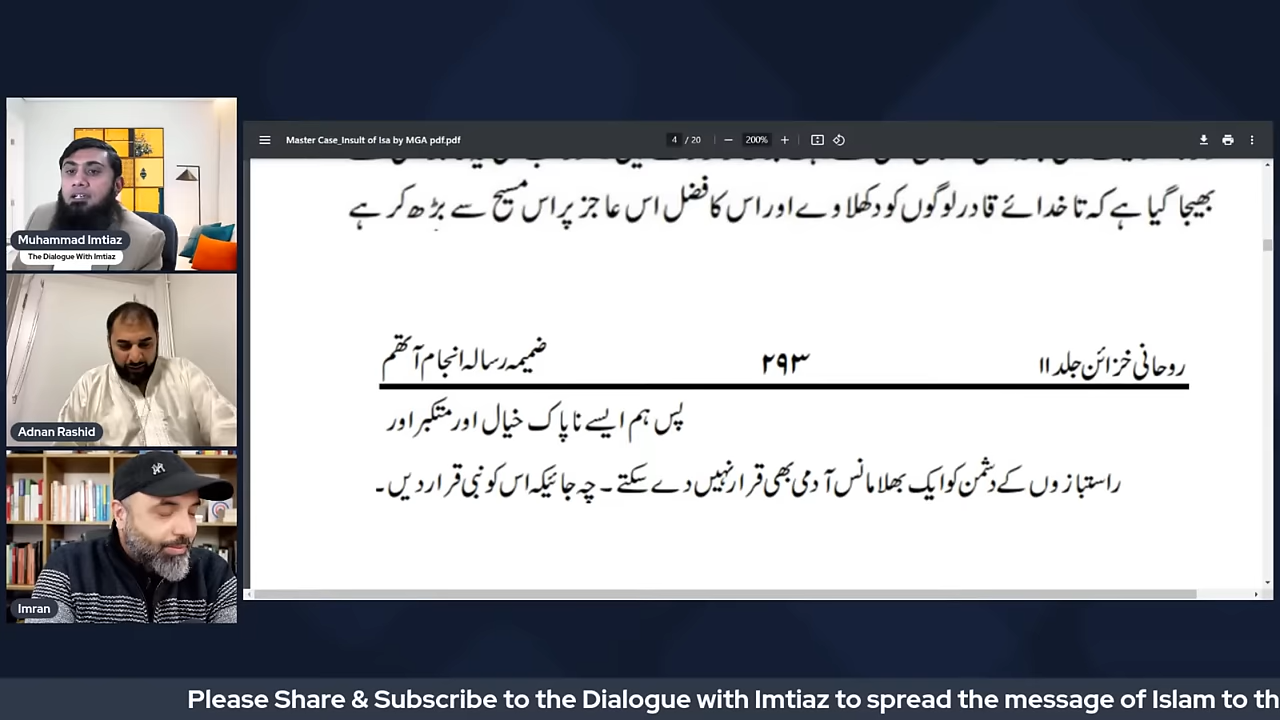 Master Case_Insult of Isa by MGA pdf.pdf
4 / 20
200%
بھیجا گیا ہے کہ تا خدائے قادر لوگوں کو دکھلا وے اور اس کا فضل اس عاجز پر اس مسیح سے بڑھ کر ہے
روحانی خزائن جلد ۱۱
۲۹۳
ضمیمہ رسالہ انجام آتھم
پس ہم ایسے ناپاک خیال اور متکبر اور
راستبازوں کے دشمن کو ایک بھلا مانس آدمی بھی قرار نہیں دے سکتے ۔ چہ جائیکہ اس کو نبی قرار دیں ۔
Muhammad Imtiaz
The Dialogue With Imtiaz
Adnan Rashid
Imran
Please Share & Subscribe to the Dialogue with Imtiaz to spread the message of Islam to th